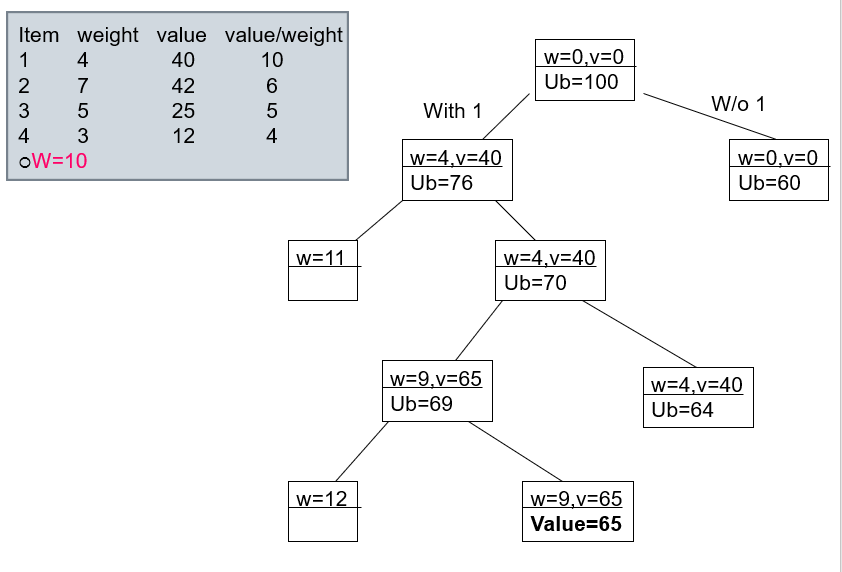 Item weight value value/weight
1 4 40 10
2 7 42 6
3 5 25 5
4 3 12 4
○W=10
w=0,v=0
Ub=100
With 1
W/o 1
w=4,v=40
Ub=76
w=0,v=0
Ub=60
w=11
w=4,v=40
Ub=70
w=9,v=65
Ub=69
w=4,v=40
Ub=64
w=12
w=9,v=65
Value=65